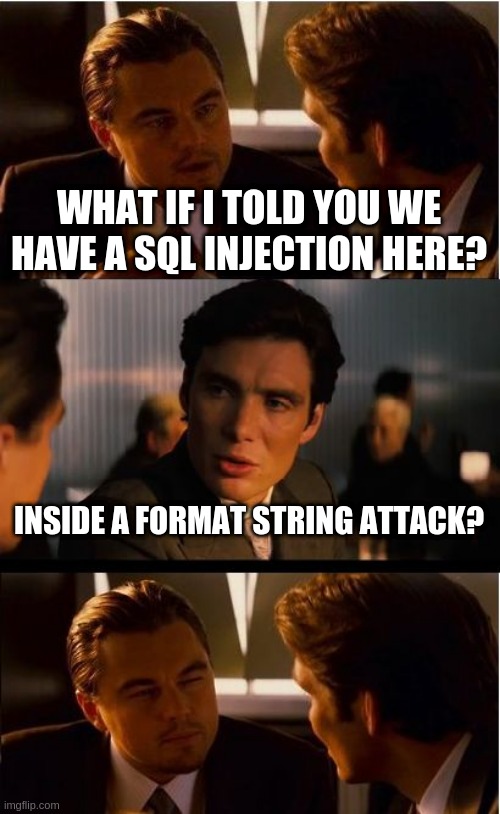 WHAT IF I TOLD YOU WE
HAVE A SQL INJECTION HERE?
INSIDE A FORMAT STRING ATTACK?
imgflip.com